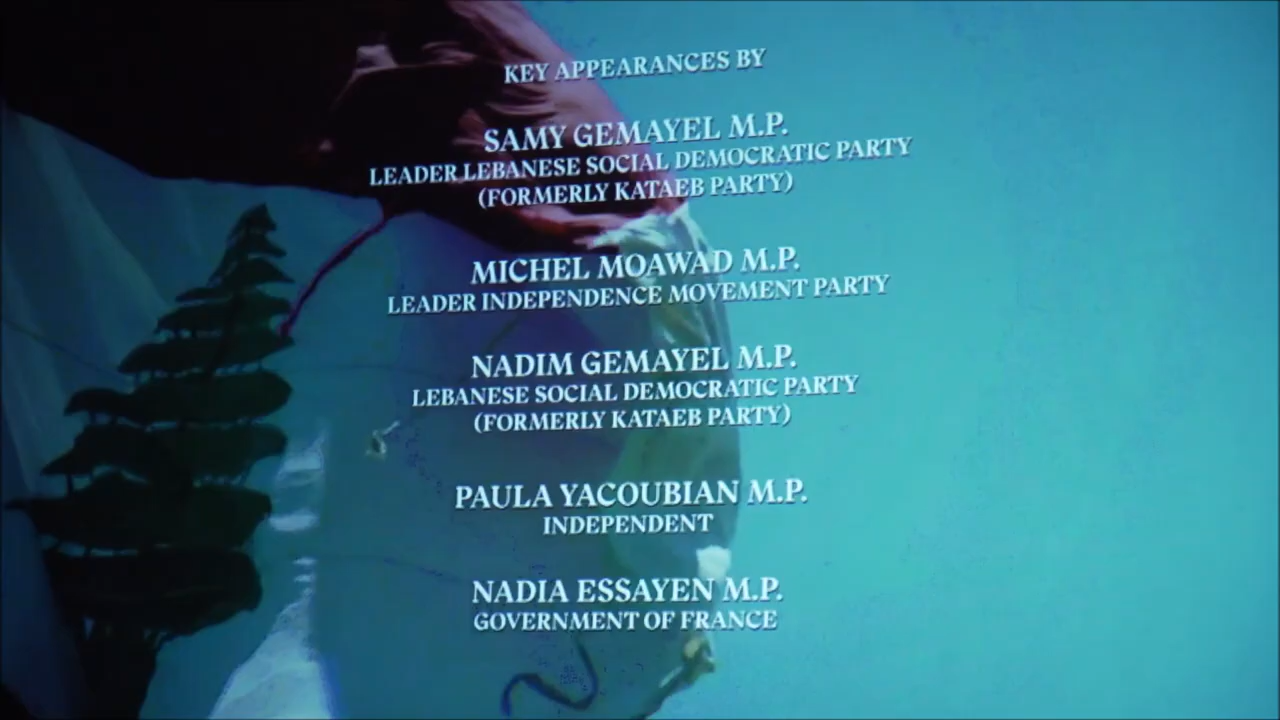 KEY APPEARANCES BY
SAMY GEMAYEL M.P.
LEADER LEBANESE SOCIAL DEMOCRATIC PARTY
(FORMERLY KATAEB PARTY)
MICHEL MOAWAD M.P.
LEADER INDEPENDENCE MOVEMENT PARTY
NADIM GEMAYEL M.P.
LEBANESE SOCIAL DEMOCRATIC PARTY
(FORMERLY KATAEB PARTY)
PAULA YACOUBIAN M.P.
INDEPENDENT
NADIA ESSAYEN M.P.
GOVERNMENT OF FRANCE